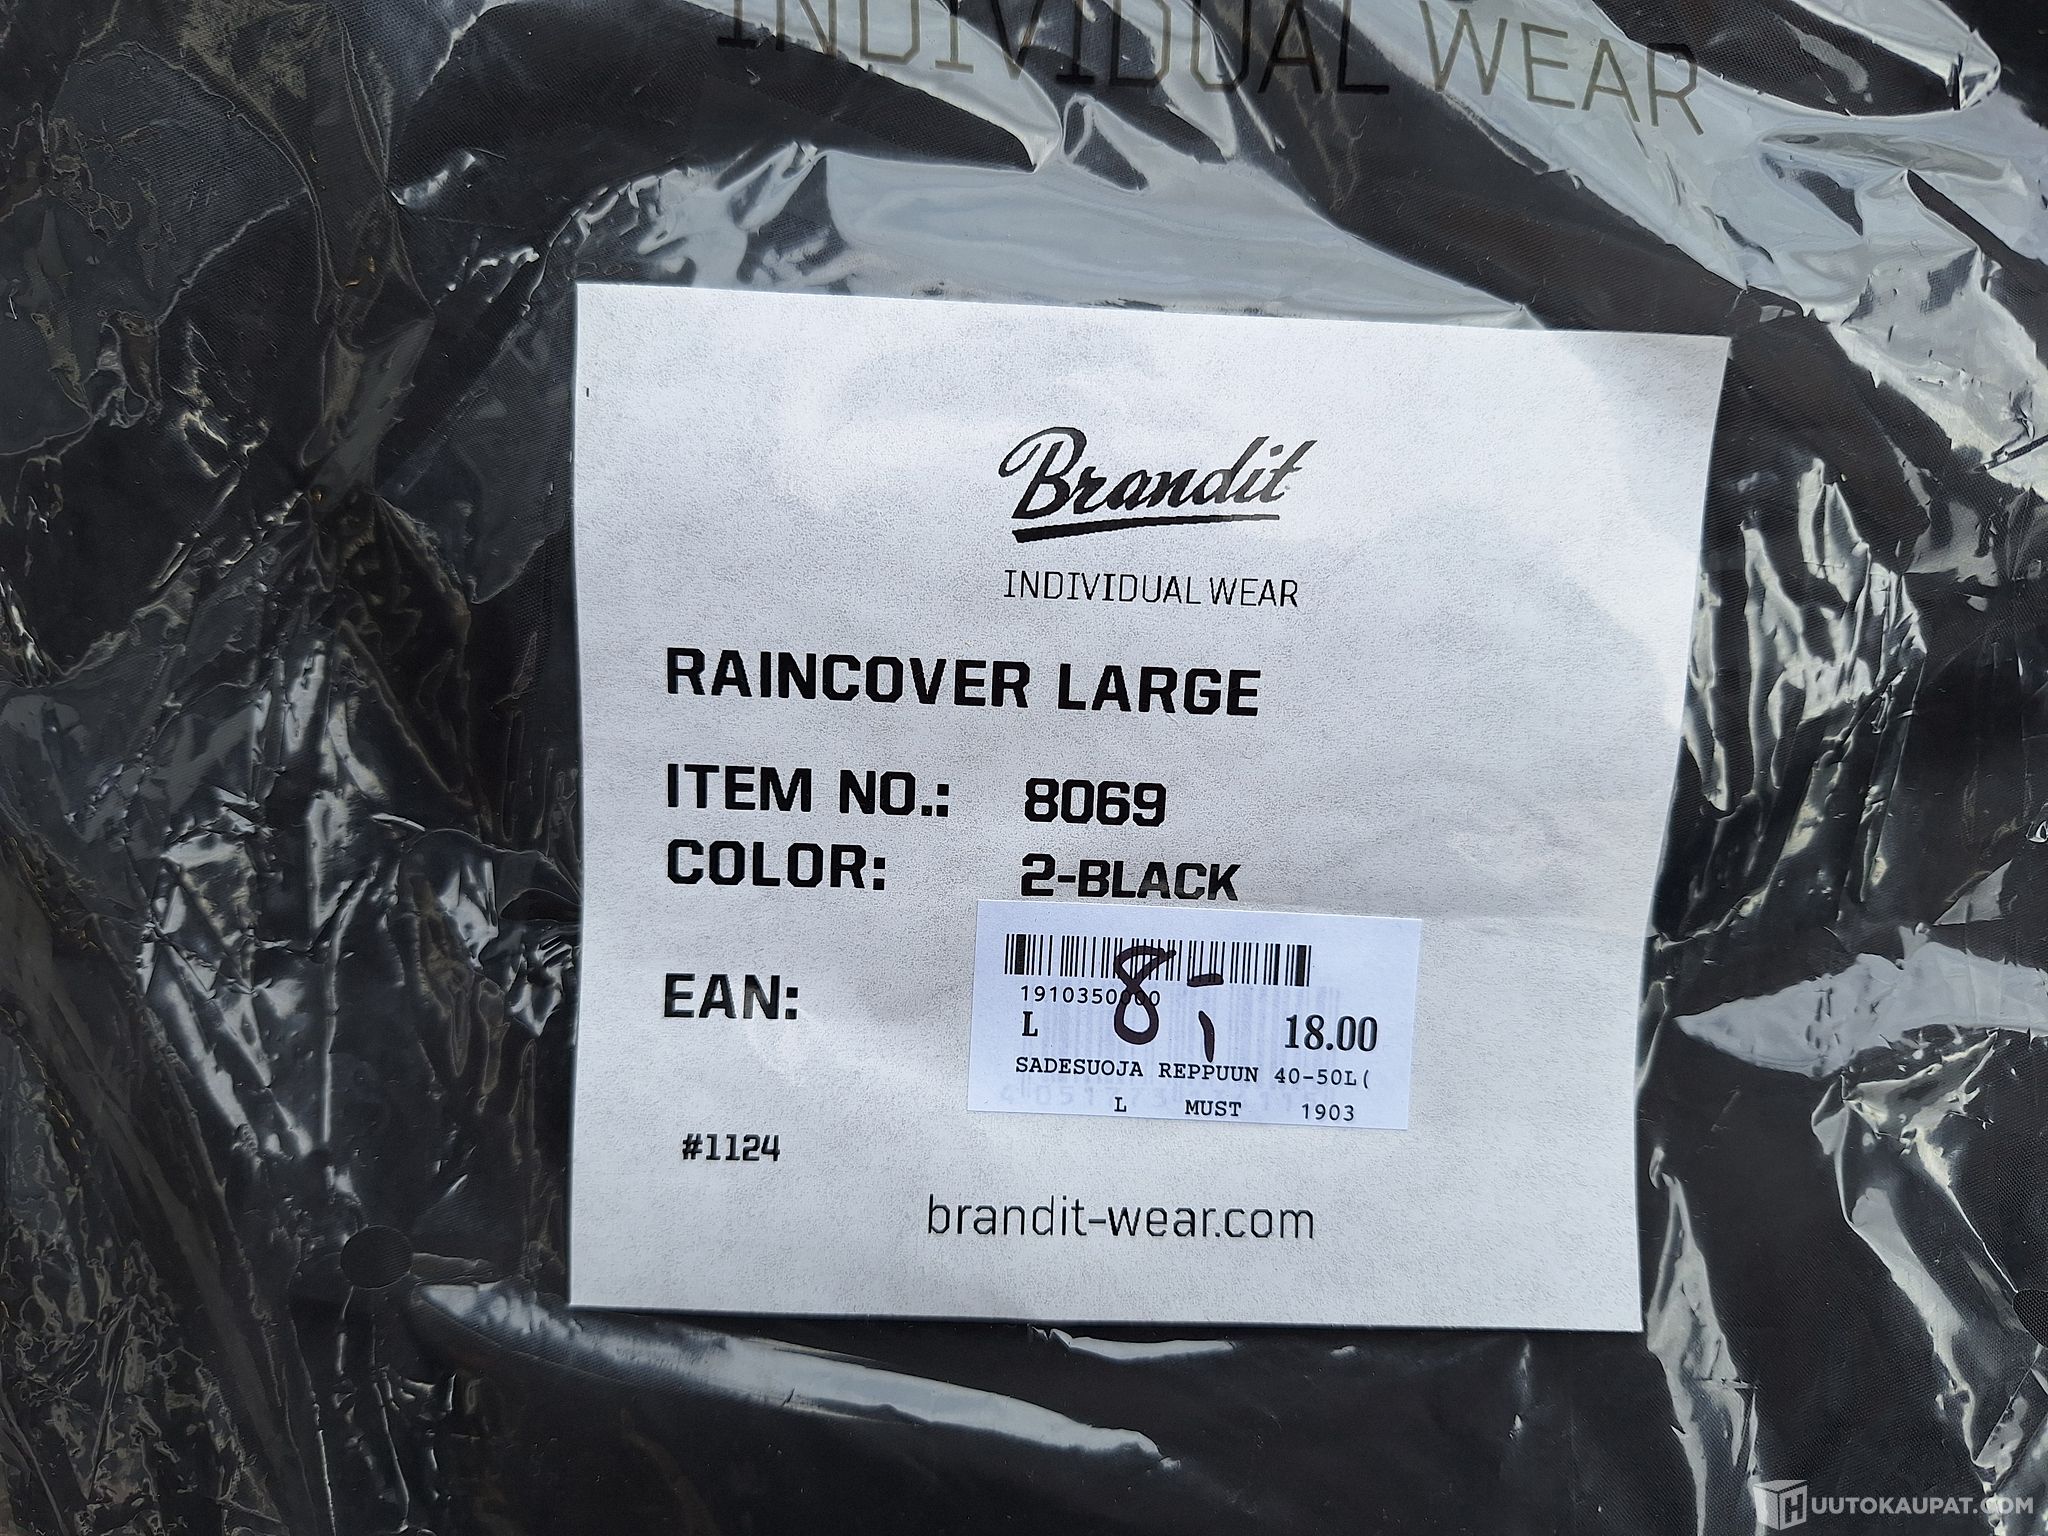 INDIVIDUAL WEAR
Brandit
INDIVIDUAL WEAR
RAINCOVER LARGE
ITEM NO.: 8069
COLOR: 2-BLACK
EAN:
1910350000
8,-
L 18.00
SADESUOJA REPPUUN 40-50L(
L MUST 1903
#1124
brandit-wear.com
HUUTOKAUPAT.COM